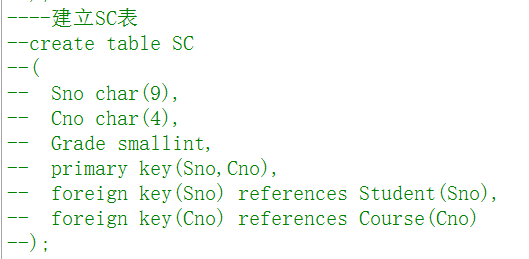 ----建立SC表
--create table SC
--(
--  Sno char(9),
--  Cno char(4),
--  Grade smallint,
--  primary key(Sno,Cno),
--  foreign key(Sno) references Student(Sno),
--  foreign key(Cno) references Course(Cno)
--);